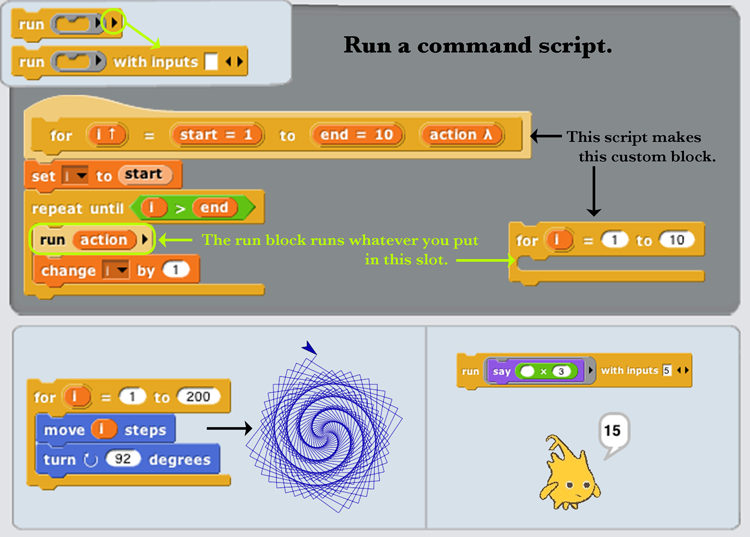 run
run with inputs
Run a command script.
for i ↑ = start = 1 to end = 10 action λ
This script makes
this custom block.
set i to start
repeat until i > end
run action
The run block runs whatever you put
in this slot.
change i by 1
for i = 1 to 10
for i = 1 to 200
move i steps
turn ↻ 92 degrees
run say × 3 with inputs 5
15